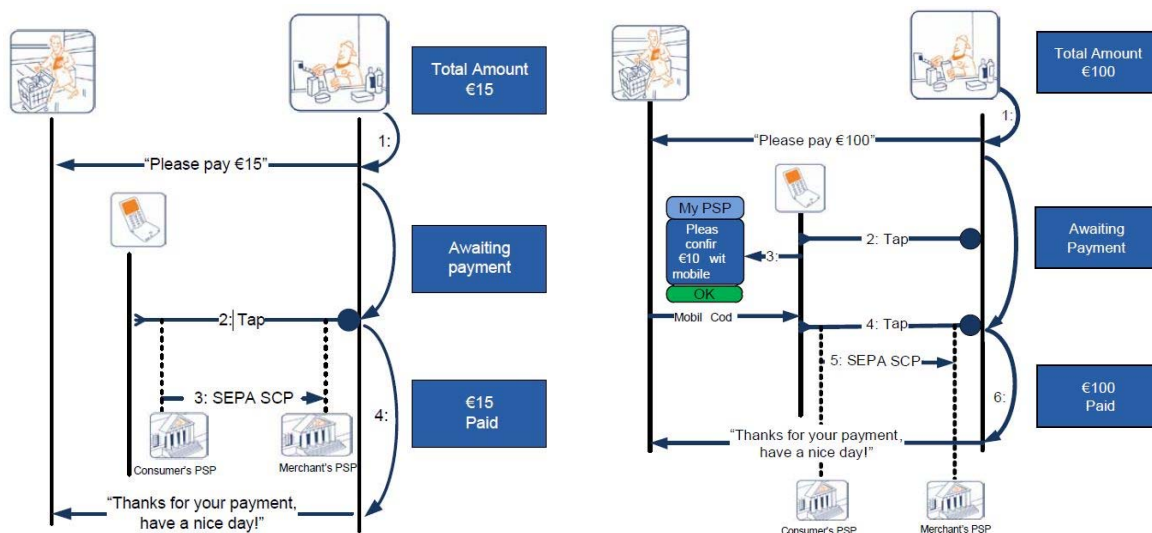 Total Amount
€15
1:
“Please pay €15”
Awaiting
payment
2: Tap
3: SEPA SCP
4:
€15
Paid
Consumer's PSP
Merchant's PSP
“Thanks for your payment,
have a nice day!”
Total Amount
€100
1:
“Please pay €100”
My PSP
Pleas
confir
€10 wit
mobile
OK
2: Tap
3:
Awaiting
Payment
Mobil Cod
4: Tap
5: SEPA SCP
6:
€100
Paid
“Thanks for your payment,
have a nice day!”
Consumer's PSP
Merchant's PSP